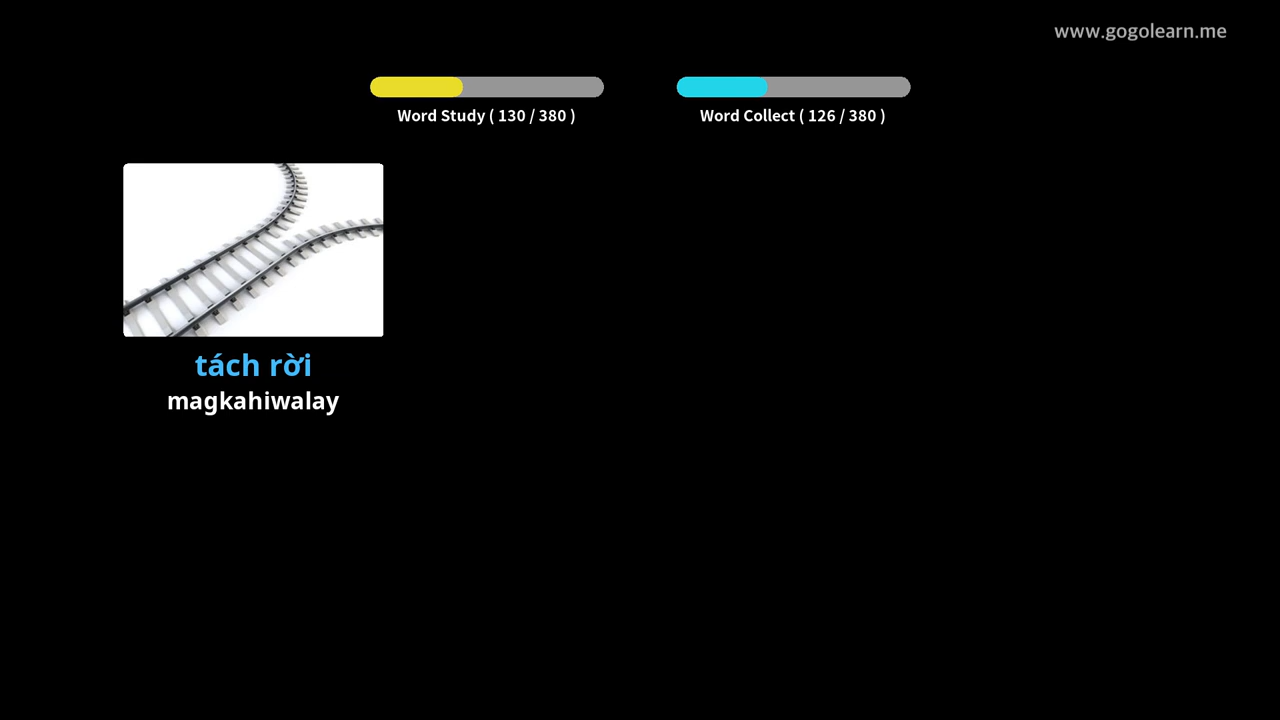 www.gogolearn.me
Word Study ( 130 / 380 )
Word Collect ( 126 / 380 )
tách rời
magkahiwalay